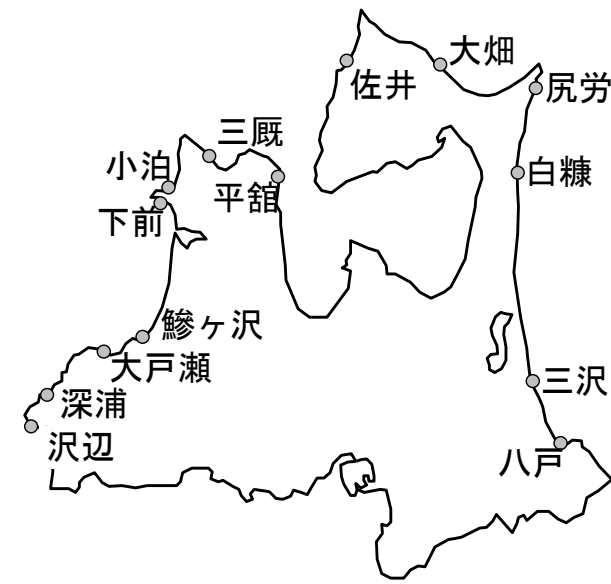 大畑
佐井
尻労
三厩
小泊
白糠
平舘
下前
鰺ヶ沢
大戸瀬
三沢
深浦
沢辺
八戸